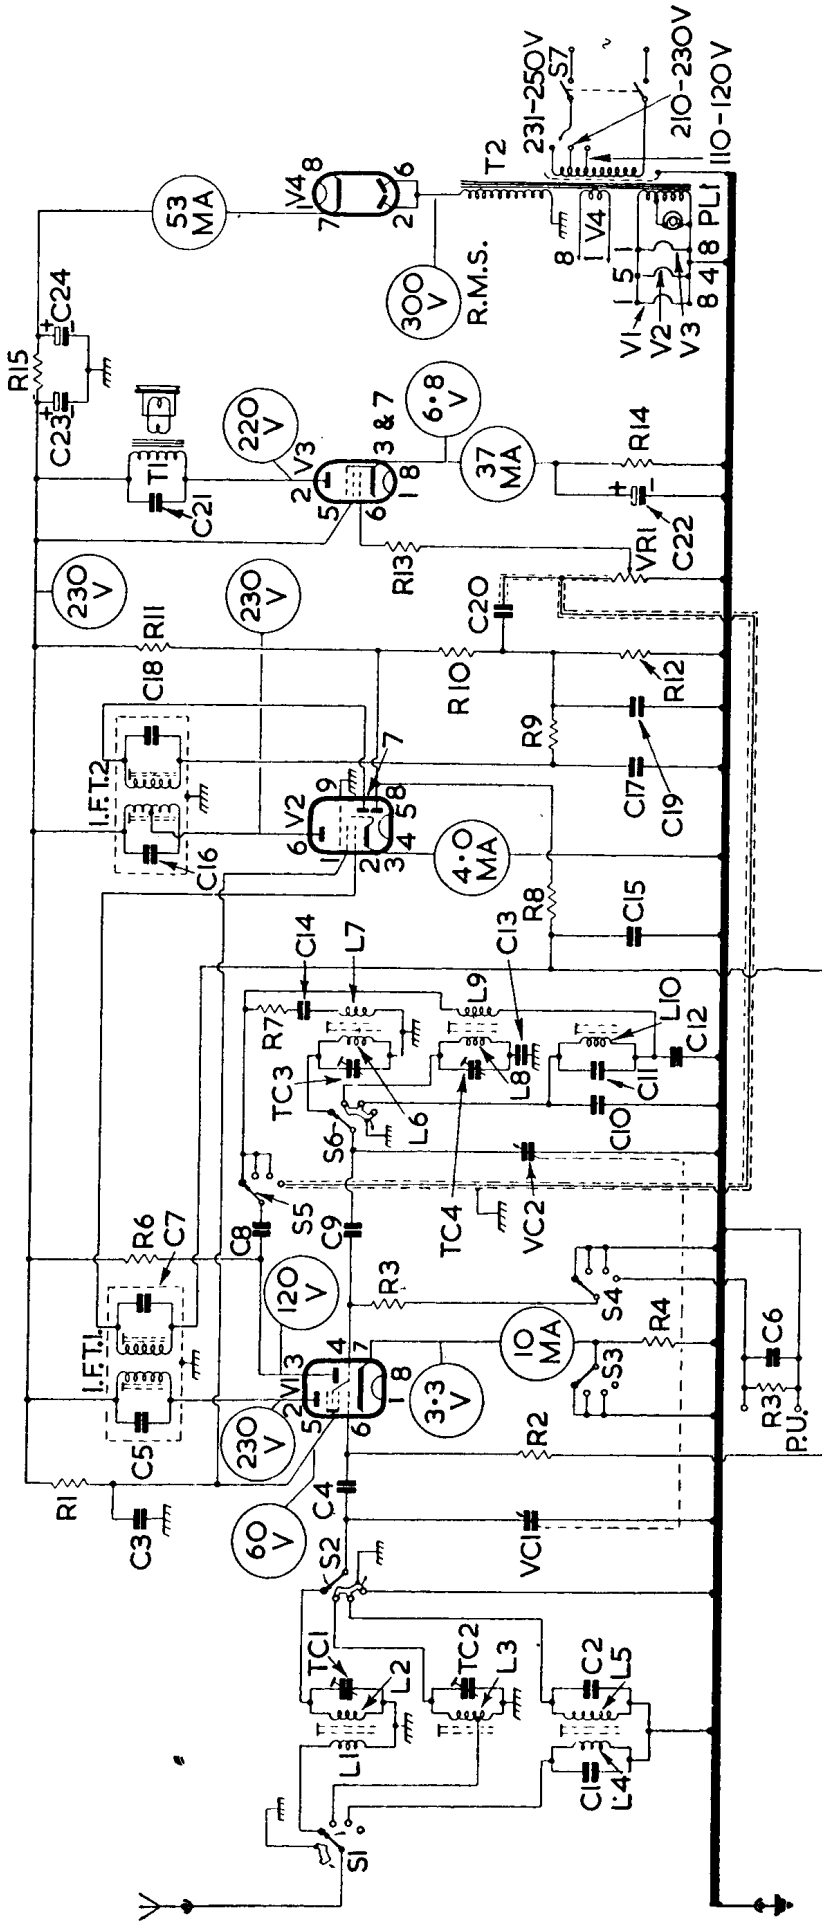 S1
L1
L2
TC1
L3
TC2
C1
L4
L5
C2
S2
VC1
C3
R1
60
V
C4
R2
230
V
C5
I.F.T.1
C7
R6
V1
2
3
5
6
4
7
1
8
3·3
V
120
V
10
MA
S3
R4
S4
R3
P.U.
R3
C6
C8
S5
C9
S6
VC2
TC3
L6
R7
C14
L7
TC4
L8
L9
C13
C10
C11
L10
C12
I.F.T.2
C16
C18
V2
6
1
9
2
7
3
4
5
8
4·0
MA
R8
C15
C17
R9
C19
R12
R10
R11
230
V
230
V
C20
VR1
R13
C21
T1
220
V
V3
2
5
6
3 & 7
1
8
6·8
V
37
MA
C22
+
-
R14
R15
C23
+
-
C24
+
-
53
MA
V4
1
8
7
2
6
300
V
R.M.S.
T2
8
1
V4
V1
V2
V3
1
5
1
8
4
8
PL1
231-250V
S7
210-230V
110-120V